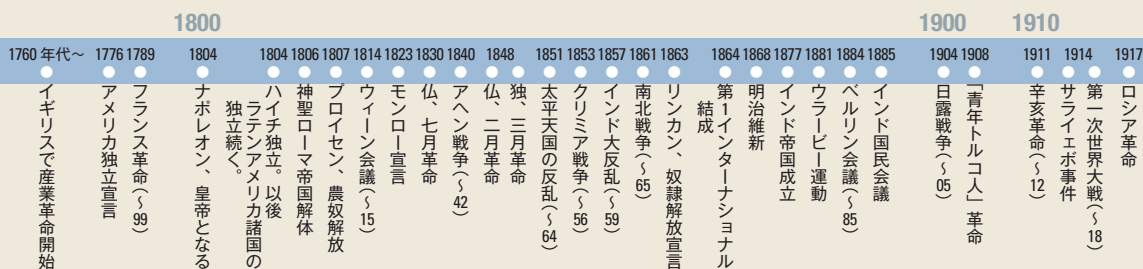 1800
1900
1910
1760年代～
1776
1789
1804
1804
1806
1807
1814
1823
1830
1840
1848
1851
1853
1857
1861
1863
1864
1868
1877
1881
1884
1885
1904
1908
1911
1914
1917
イギリスで産業革命開始
アメリカ独立宣言
フランス革命（～99）
ナポレオン、皇帝となる
ハイチ独立。以後
ラテンアメリカ諸国の
独立続く。
神聖ローマ帝国解体
プロイセン、農奴解放
ウィーン会議（～15）
モンロー宣言
仏、七月革命
アヘン戦争（～42）
仏、二月革命
独、三月革命
太平天国の反乱（～64）
クリミア戦争（～56）
インド大反乱（～59）
南北戦争（～65）
リンカン、奴隷解放宣言
第1インターナショナル
結成
明治維新
インド帝国成立
ウラービー運動
ベルリン会議（～85）
インド国民会議
日露戦争（～05）
「青年トルコ人」革命
辛亥革命（～12）
サライェボ事件
第一次世界大戦（～18）
ロシア革命